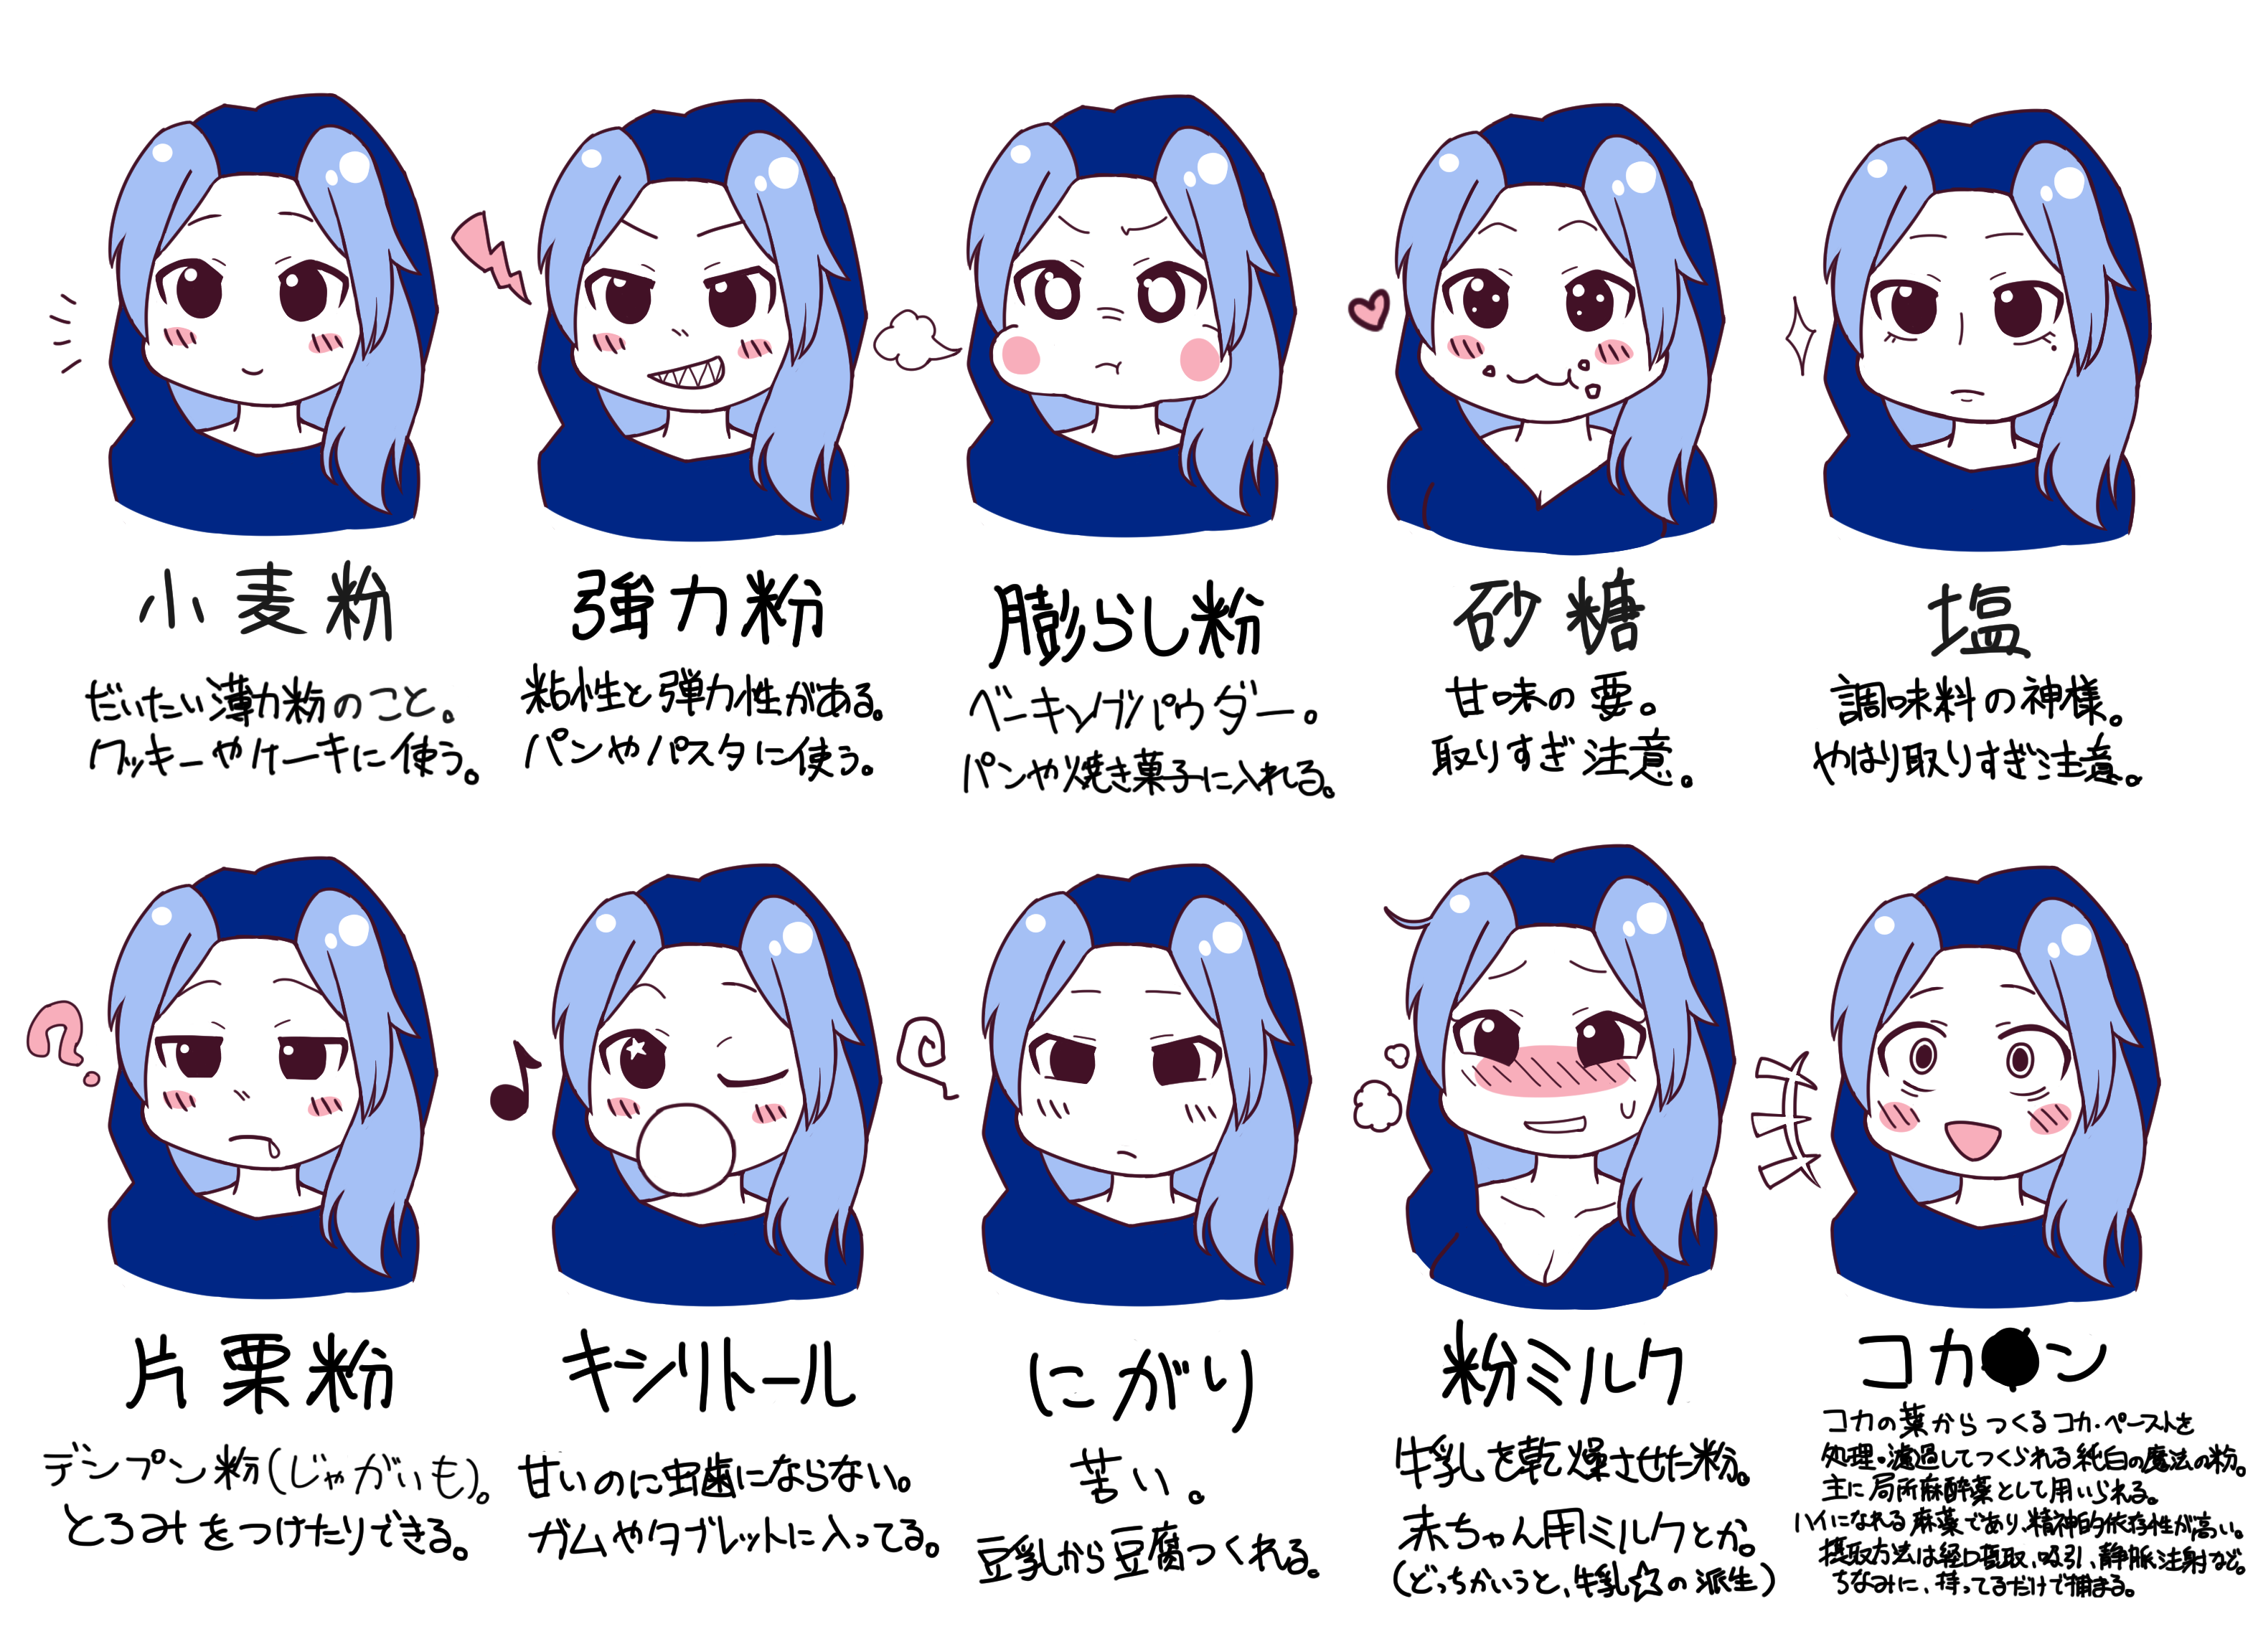 小麦粉
だいたい薄力粉のこと。
クッキーやケーキに使う。
強力粉
粘性と弾力性がある。
パンやパスタに使う。
膨らし粉
ベーキングパウダー。
パンや焼き菓子に入れる。
砂糖
甘味の要。
取りすぎ注意。
塩
調味料の神様。
やはり取りすぎ注意。
片栗粉
デンプン粉(じゃがいも)。
とろみをつけたりできる。
キシリトール
甘いのに虫歯にならない。
ガムやタブレットに入ってる。
にがり
苦い。
豆乳から豆腐つくれる。
粉ミルク
牛乳を乾燥させた粉。
赤ちゃん用ミルクとか。
(どっちかいうと、牛乳☆の派生)
コカ●ン
コカの葉からつくるコカ・ペーストを
処理・濾過してつくられる純白の魔法の粉。
主に局所麻酔薬として用いられる。
ハイになれる麻薬であり、精神的依存性が高い。
摂取方法は経口摂取、吸引、静脈注射など。
ちなみに、持ってるだけで捕まる。